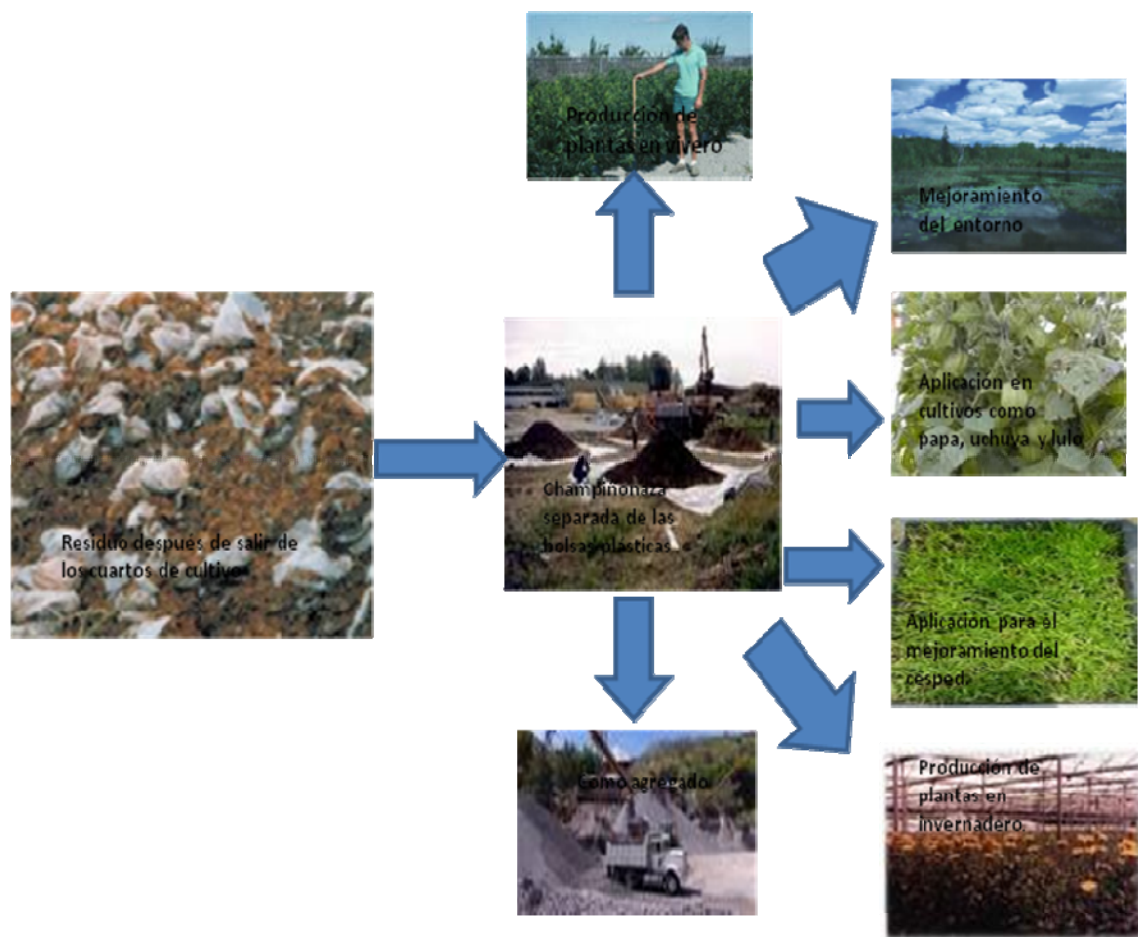 Producción de
plantas en vivero
Mejoramiento
del entorno
Aplicación en
cultivos como
papa, uchuva y lulo
Champiñonaza
separada de las
bolsas plásticas.
Residuo después de salir de
los cuartos de cultivo
Aplicación para el
mejoramiento del
césped.
Como agregado
Producción de
plantas en
invernadero.